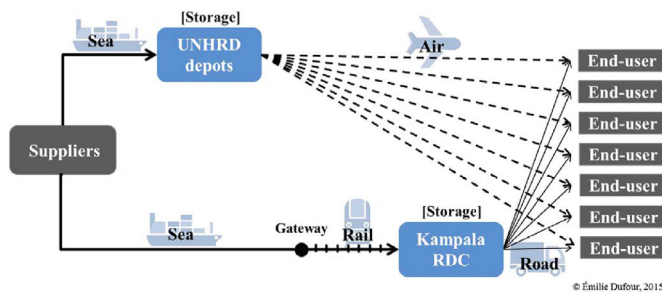 [Storage]
Sea
UNHRD
depots
Air
End-user
End-user
End-user
End-user
End-user
End-user
End-user
Suppliers
Sea
Gateway
Rail
[Storage]
Kampala
RDC
Road
© Émilie Dufour, 2015